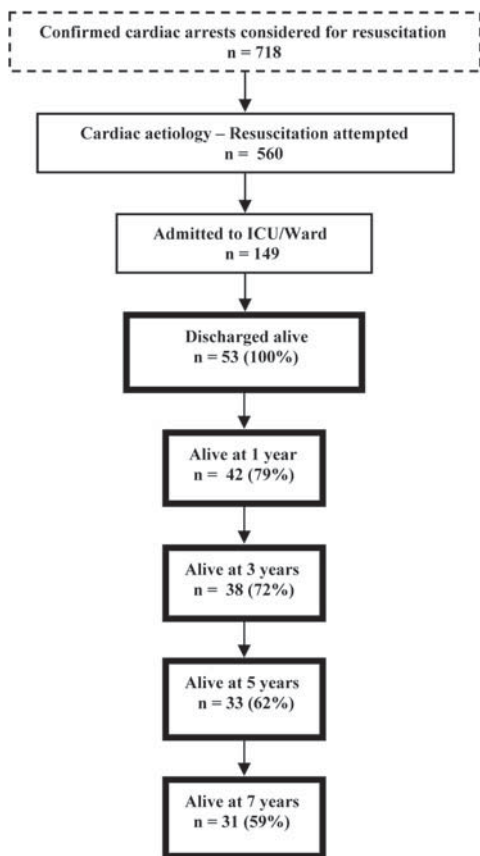 Confirmed cardiac arrests considered for resuscitation
n = 718
Cardiac aetiology – Resuscitation attempted
n = 560
Admitted to ICU/Ward
n = 149
Discharged alive
n = 53 (100%)
Alive at 1 year
n = 42 (79%)
Alive at 3 years
n = 38 (72%)
Alive at 5 years
n = 33 (62%)
Alive at 7 years
n = 31 (59%)